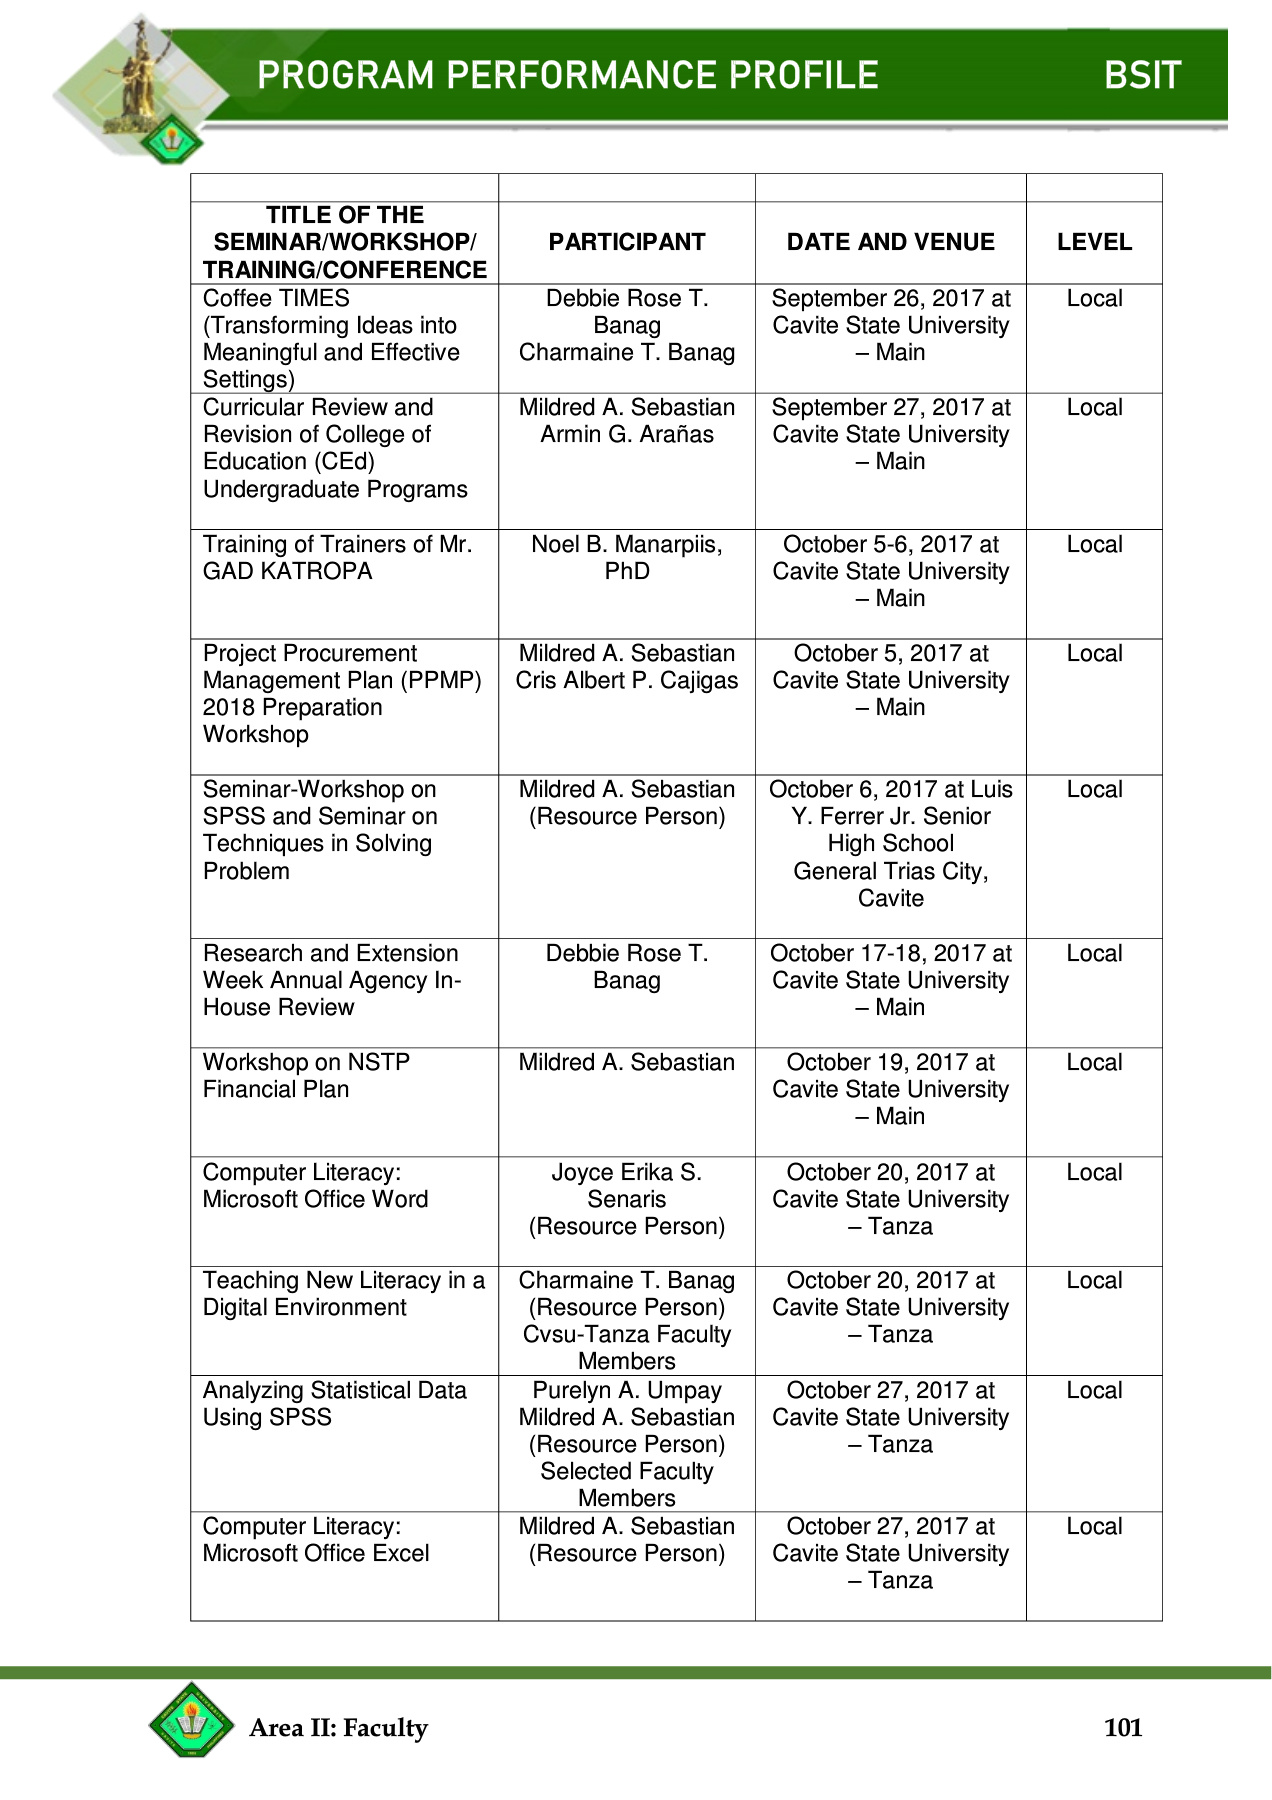 PROGRAM PERFORMANCE PROFILE BSIT
TITLE OF THE
SEMINAR/WORKSHOP/
TRAINING/CONFERENCE
PARTICIPANT
DATE AND VENUE
LEVEL
Coffee TIMES
(Transforming Ideas into
Meaningful and Effective
Settings)
Debbie Rose T.
Banag
Charmaine T. Banag
September 26, 2017 at
Cavite State University
– Main
Local
Curricular Review and
Revision of College of
Education (CEd)
Undergraduate Programs
Mildred A. Sebastian
Armin G. Arañas
September 27, 2017 at
Cavite State University
– Main
Local
Training of Trainers of Mr.
GAD KATROPA
Noel B. Manarpiis,
PhD
October 5-6, 2017 at
Cavite State University
– Main
Local
Project Procurement
Management Plan (PPMP)
2018 Preparation
Workshop
Mildred A. Sebastian
Cris Albert P. Cajigas
October 5, 2017 at
Cavite State University
– Main
Local
Seminar-Workshop on
SPSS and Seminar on
Techniques in Solving
Problem
Mildred A. Sebastian
(Resource Person)
October 6, 2017 at Luis
Y. Ferrer Jr. Senior
High School
General Trias City,
Cavite
Local
Research and Extension
Week Annual Agency In-
House Review
Debbie Rose T.
Banag
October 17-18, 2017 at
Cavite State University
– Main
Local
Workshop on NSTP
Financial Plan
Mildred A. Sebastian
October 19, 2017 at
Cavite State University
– Main
Local
Computer Literacy:
Microsoft Office Word
Joyce Erika S.
Senaris
(Resource Person)
October 20, 2017 at
Cavite State University
– Tanza
Local
Teaching New Literacy in a
Digital Environment
Charmaine T. Banag
(Resource Person)
Cvsu-Tanza Faculty
Members
October 20, 2017 at
Cavite State University
– Tanza
Local
Analyzing Statistical Data
Using SPSS
Purelyn A. Umpay
Mildred A. Sebastian
(Resource Person)
Selected Faculty
Members
October 27, 2017 at
Cavite State University
– Tanza
Local
Computer Literacy:
Microsoft Office Excel
Mildred A. Sebastian
(Resource Person)
October 27, 2017 at
Cavite State University
– Tanza
Local
Area II: Faculty 101